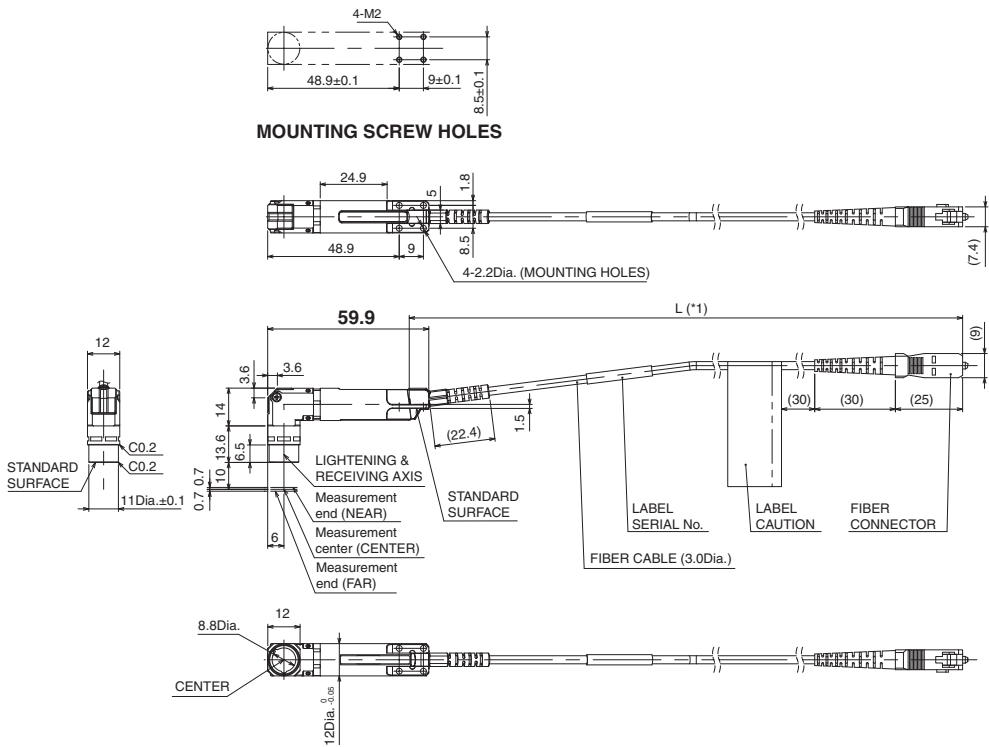 4-M2
48.9±0.1
9±0.1
8.5±0.1
MOUNTING SCREW HOLES
24.9
5
1.8
48.9
9
8.5
4-2.2Dia. (MOUNTING HOLES)
(7.4)
59.9
L (*1)
(9)
12
3.6
3.6
14
13.6
6.5
10
0.7
0.7
C0.2
C0.2
STANDARD
SURFACE
11Dia.±0.1
6
LIGHTENING &
RECEIVING AXIS
Measurement
end (NEAR)
Measurement
center (CENTER)
Measurement
end (FAR)
(22.4)
1.5
STANDARD
SURFACE
LABEL
SERIAL No.
FIBER CABLE (3.0Dia.)
LABEL
CAUTION
(30)
(30)
(25)
FIBER
CONNECTOR
12
8.8Dia.
CENTER
12Dia. 0 -0.05